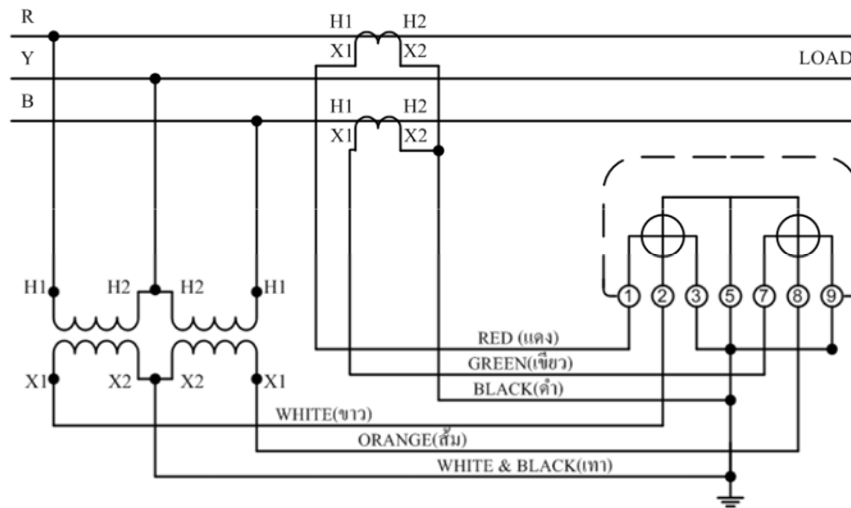 R H1 H2
X1 X2
Y LOAD
B H1 H2
X1 X2
H1 H2 H2 H1
1 2 3 5 7 8 9
RED (แดง)
GREEN(เขียว)
X1 X2 X2 X1
BLACK(ดำ)
WHITE(ขาว)
ORANGE(ส้ม)
WHITE & BLACK(เทา)